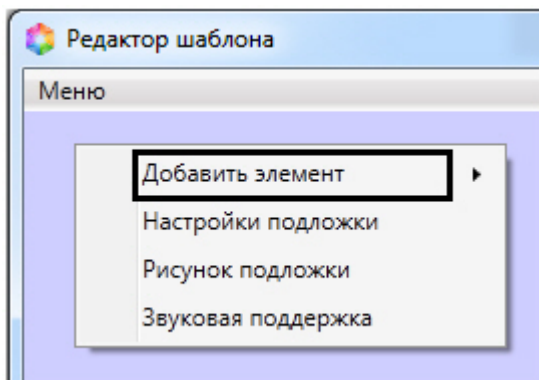 Редактор шаблона
Меню
Добавить элемент
Настройки подложки
Рисунок подложки
Звуковая поддержка